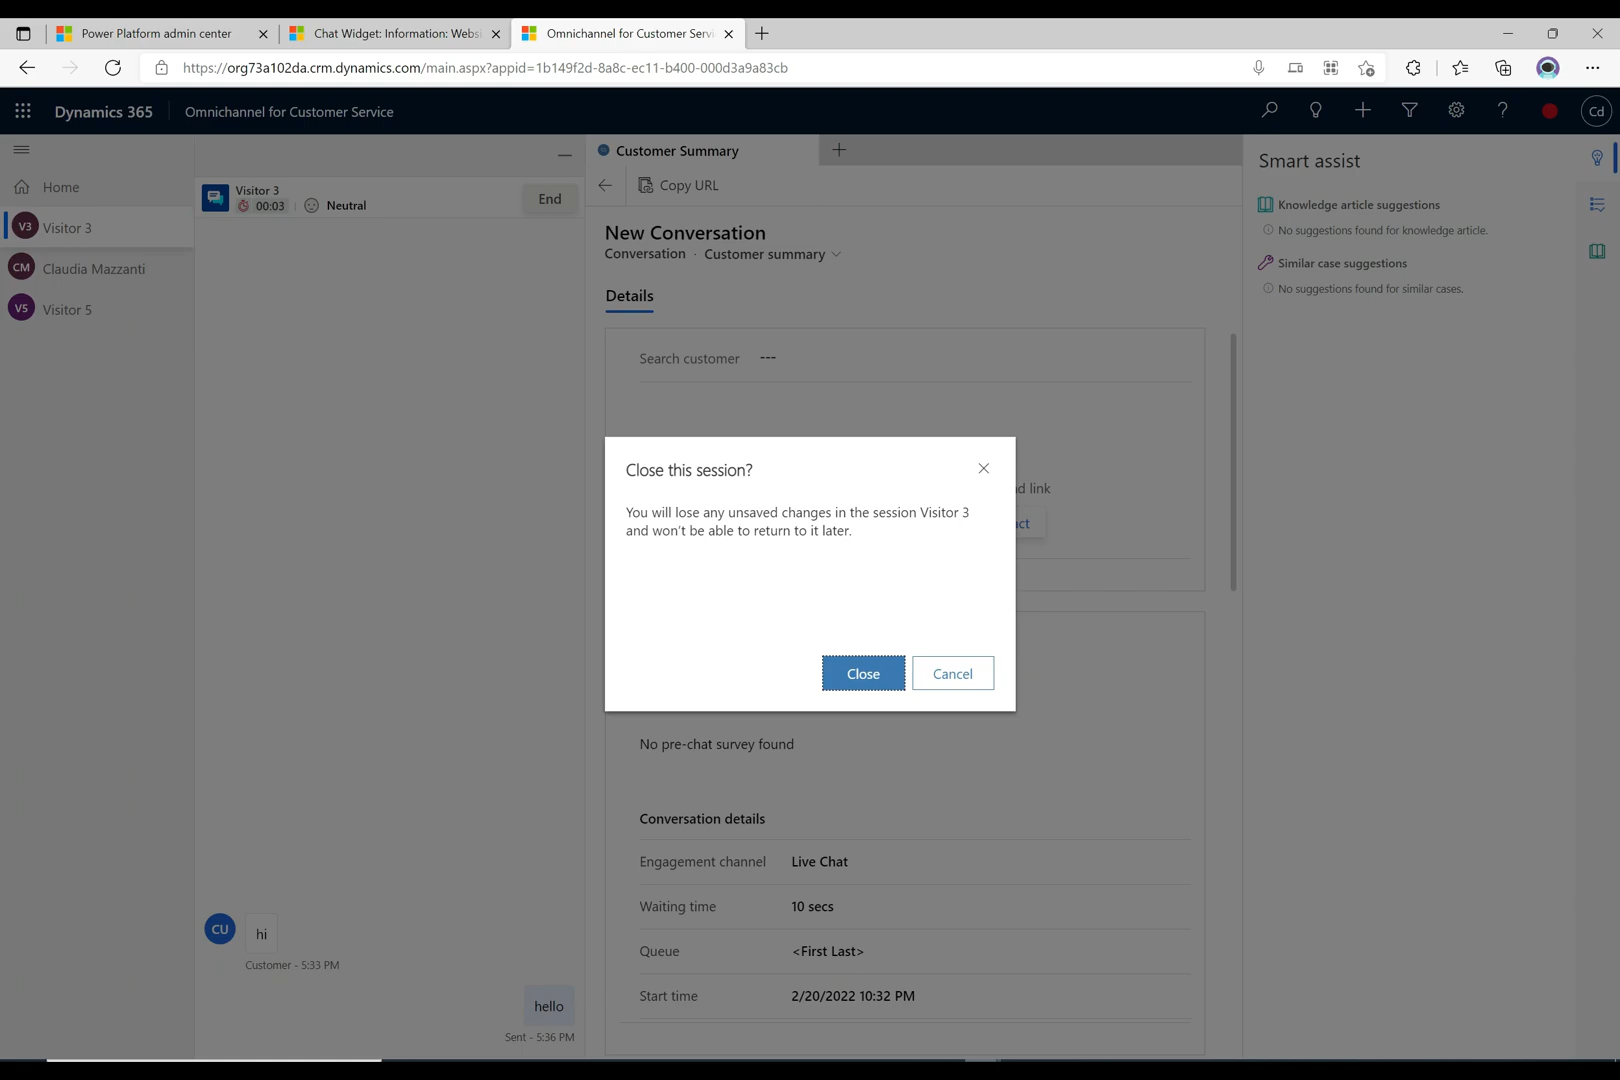 Power Platform admin center
Chat Widget: Information: Webs
Omnichannel for Customer Servi
https://org73a102da.crm.dynamics.com/main.aspx?appid=1b149f2d-8a8c-ec11-b400-000d3a9a83cb
Dynamics 365
Omnichannel for Customer Service
Cd
Home
V3 Visitor 3
CM Claudia Mazzanti
V5 Visitor 5
Visitor 3
00:03
Neutral
End
CU
hi
Customer - 5:33 PM
hello
Sent - 5:36 PM
Customer Summary
Copy URL
New Conversation
Conversation · Customer summary
Details
Search customer ---
d link
act
Close this session?
You will lose any unsaved changes in the session Visitor 3
and won't be able to return to it later.
Close
Cancel
No pre-chat survey found
Conversation details
Engagement channel Live Chat
Waiting time 10 secs
Queue <First Last>
Start time 2/20/2022 10:32 PM
Smart assist
Knowledge article suggestions
No suggestions found for knowledge article.
Similar case suggestions
No suggestions found for similar cases.